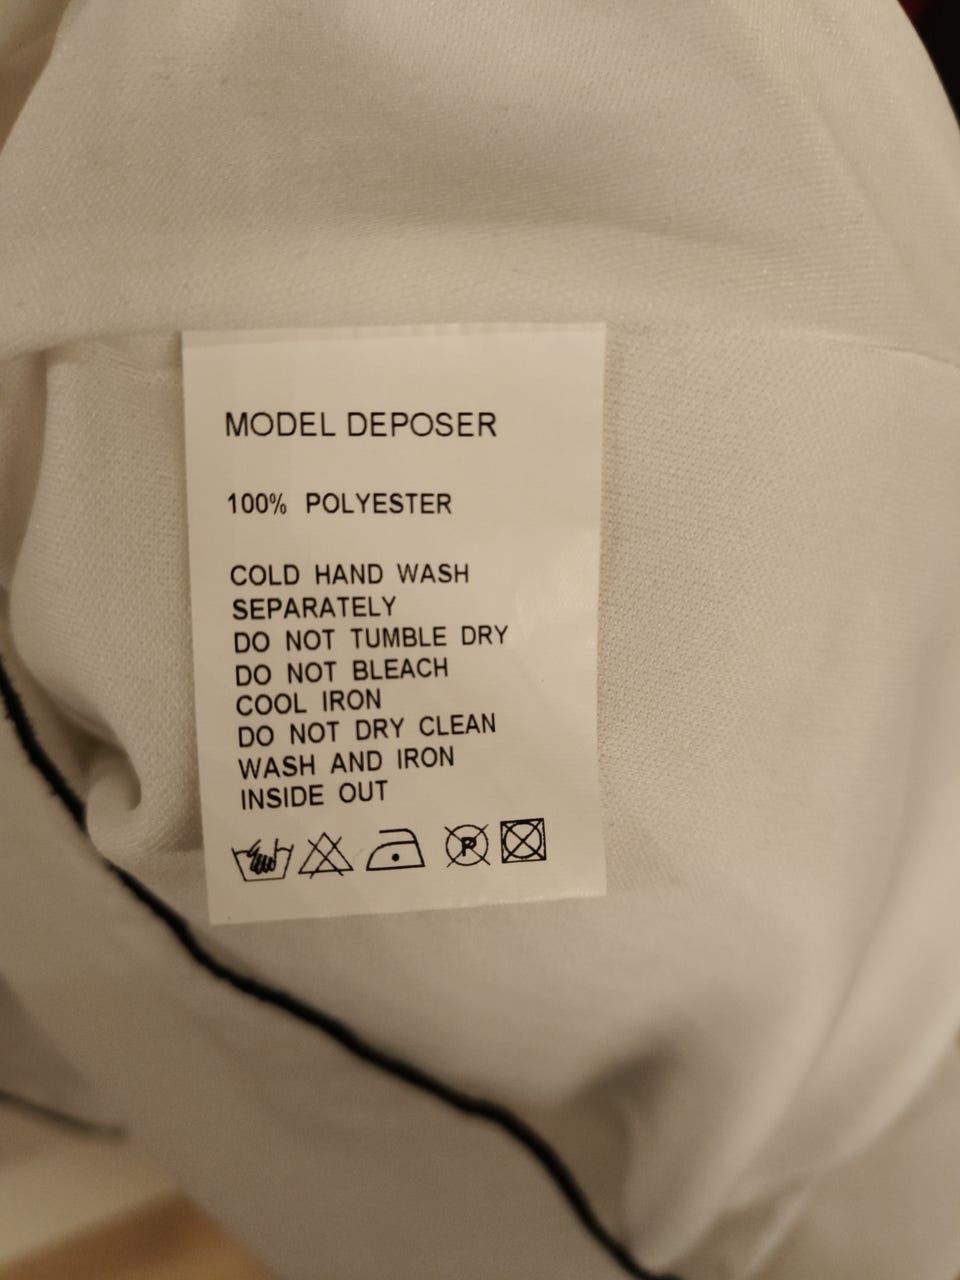 MODEL DEPOSER
100% POLYESTER
COLD HAND WASH
SEPARATELY
DO NOT TUMBLE DRY
DO NOT BLEACH
COOL IRON
DO NOT DRY CLEAN
WASH AND IRON
INSIDE OUT
P